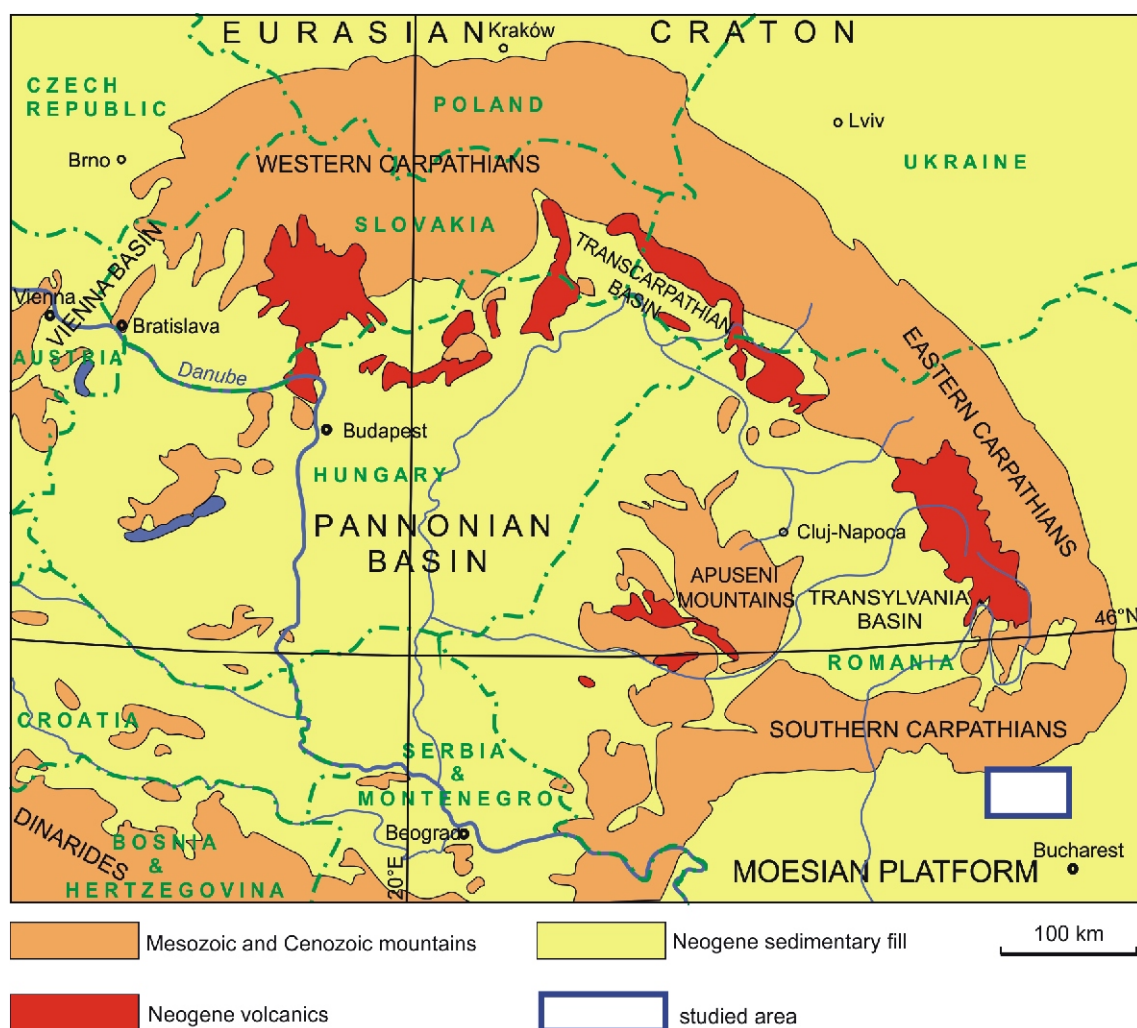 EURASIAN CRATON
Kraków
CZECH
REPUBLIC
POLAND
Lviv
Brno
WESTERN CARPATHIANS
UKRAINE
SLOVAKIA
VIENNA BASIN
TRANSCARPATHIAN
BASIN
Vienna
Bratislava
AUSTRIA
EASTERN CARPATHIANS
Danube
Budapest
HUNGARY
PANNONIAN
BASIN
Cluj-Napoca
APUSENI
MOUNTAINS
TRANSYLVANIA
BASIN
46°N
ROMANIA
CROATIA
SOUTHERN CARPATHIANS
SERBIA
&
MONTENEGRO
DINARIDES
BOSNIA
&
HERTZEGOVINA
Beograd
20°E
MOESIAN PLATFORM
Bucharest
Mesozoic and Cenozoic mountains
Neogene sedimentary fill
100 km
Neogene volcanics
studied area